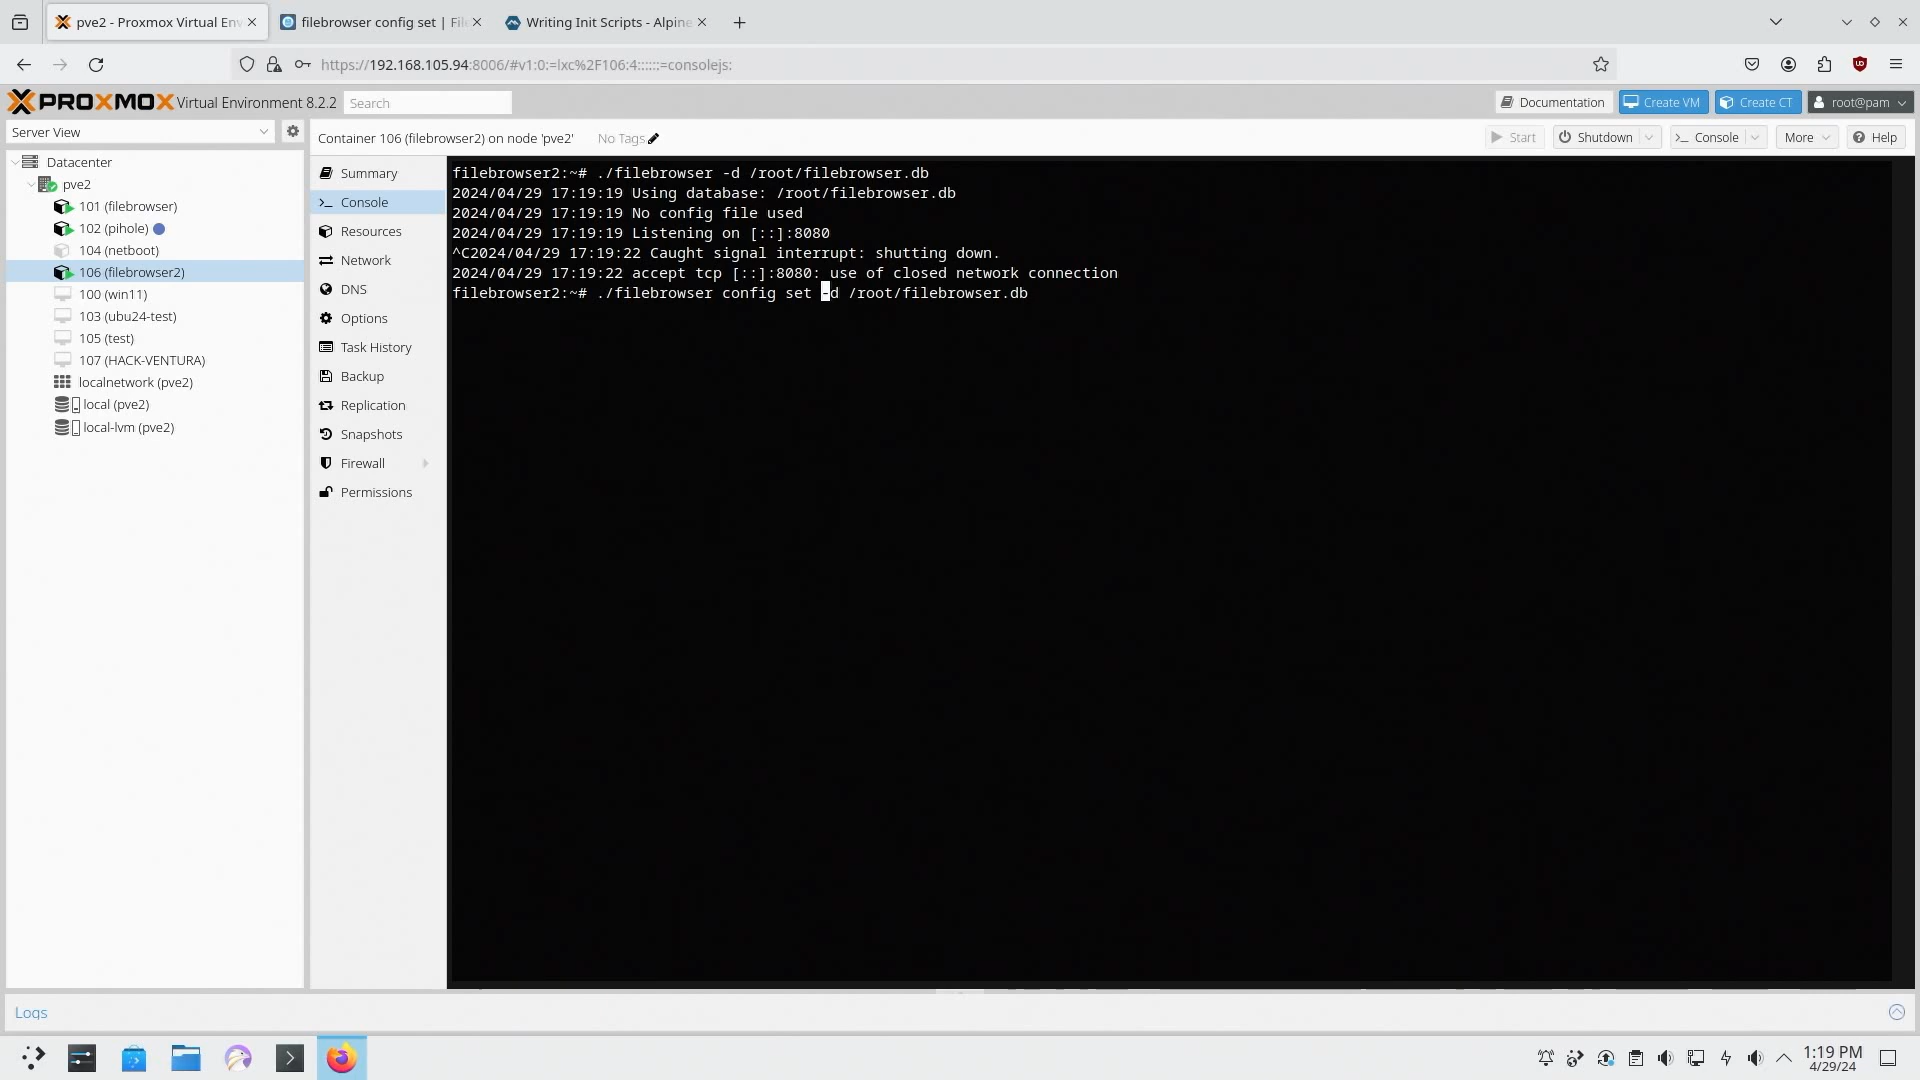 pve2 - Proxmox Virtual Env
filebrowser config set | File
Writing Init Scripts - Alpine
https://192.168.105.94:8006/#v1:0:=lxc%2F106:4:::::=consolejs:
PROXMOX Virtual Environment 8.2.2
Search
Documentation
Create VM
Create CT
root@pam
Server View
Container 106 (filebrowser2) on node 'pve2'
No Tags
Start
Shutdown
Console
More
Help
Datacenter
pve2
101 (filebrowser)
102 (pihole)
104 (netboot)
106 (filebrowser2)
100 (win11)
103 (ubu24-test)
105 (test)
107 (HACK-VENTURA)
localnetwork (pve2)
local (pve2)
local-lvm (pve2)
Summary
Console
Resources
Network
DNS
Options
Task History
Backup
Replication
Snapshots
Firewall
Permissions
filebrowser2:~# ./filebrowser -d /root/filebrowser.db
2024/04/29 17:19:19 Using database: /root/filebrowser.db
2024/04/29 17:19:19 No config file used
2024/04/29 17:19:19 Listening on [::]:8080
^C2024/04/29 17:19:22 Caught signal interrupt: shutting down.
2024/04/29 17:19:22 accept tcp [::]:8080: use of closed network connection
filebrowser2:~# ./filebrowser config set -d /root/filebrowser.db
Logs
1:19 PM
4/29/24